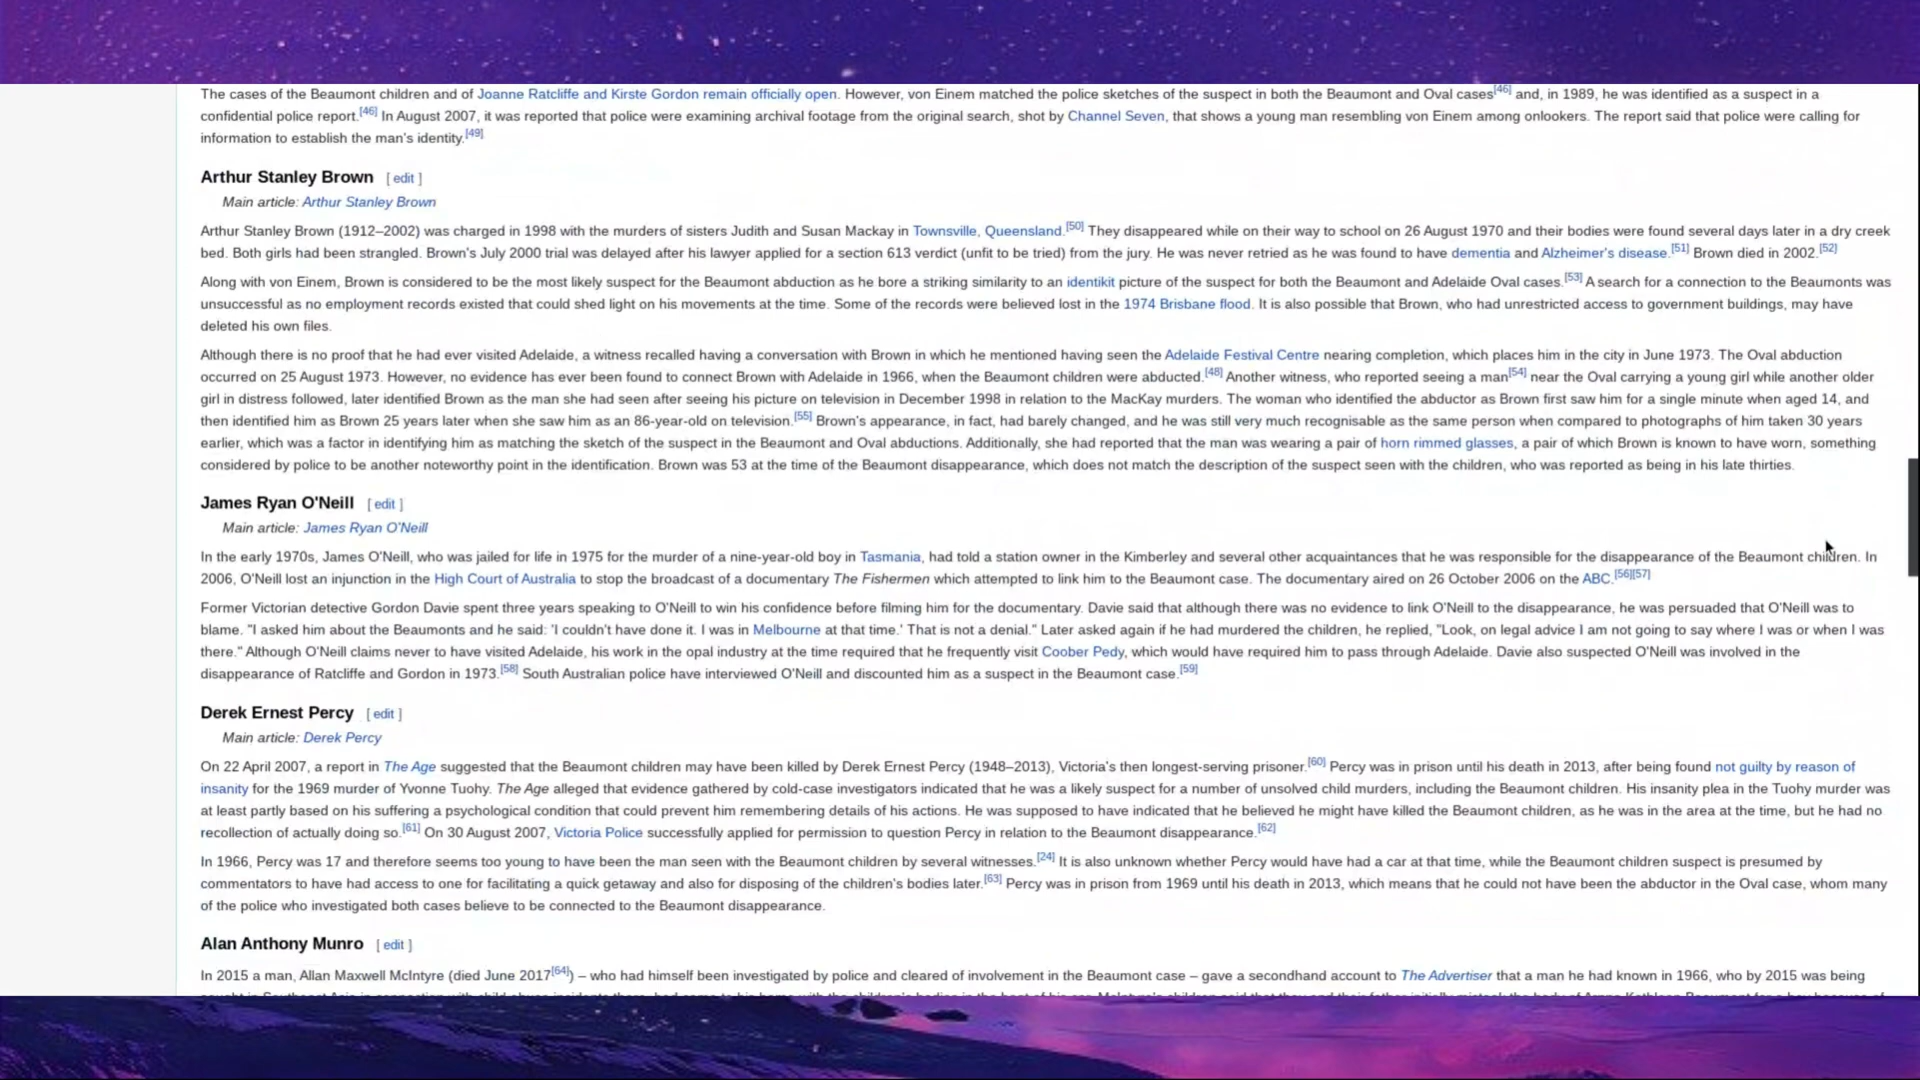 The cases of the Beaumont children and of Joanne Ratcliffe and Kirste Gordon remain officially open. However, von Einem matched the police sketches of the suspect in both the Beaumont and Oval cases[46] and, in 1989, he was identified as a suspect in a
confidential police report.[46] In August 2007, it was reported that police were examining archival footage from the original search, shot by Channel Seven, that shows a young man resembling von Einem among onlookers. The report said that police were calling for
information to establish the man's identity.[49]
Arthur Stanley Brown [ edit ]
Main article: Arthur Stanley Brown
Arthur Stanley Brown (1912–2002) was charged in 1998 with the murders of sisters Judith and Susan Mackay in Townsville, Queensland.[50] They disappeared while on their way to school on 26 August 1970 and their bodies were found several days later in a dry creek
bed. Both girls had been strangled. Brown's July 2000 trial was delayed after his lawyer applied for a section 613 verdict (unfit to be tried) from the jury. He was never retried as he was found to have dementia and Alzheimer's disease.[51] Brown died in 2002.[52]
Along with von Einem, Brown is considered to be the most likely suspect for the Beaumont abduction as he bore a striking similarity to an identikit picture of the suspect for both the Beaumont and Adelaide Oval cases.[53] A search for a connection to the Beaumonts was
unsuccessful as no employment records existed that could shed light on his movements at the time. Some of the records were believed lost in the 1974 Brisbane flood. It is also possible that Brown, who had unrestricted access to government buildings, may have
deleted his own files.
Although there is no proof that he had ever visited Adelaide, a witness recalled having a conversation with Brown in which he mentioned having seen the Adelaide Festival Centre nearing completion, which places him in the city in June 1973. The Oval abduction
occurred on 25 August 1973. However, no evidence has ever been found to connect Brown with Adelaide in 1966, when the Beaumont children were abducted.[48] Another witness, who reported seeing a man[54] near the Oval carrying a young girl while another older
girl in distress followed, later identified Brown as the man she had seen after seeing his picture on television in December 1998 in relation to the MacKay murders. The woman who identified the abductor as Brown first saw him for a single minute when aged 14, and
then identified him as Brown 25 years later when she saw him as an 86-year-old on television.[55] Brown's appearance, in fact, had barely changed, and he was still very much recognisable as the same person when compared to photographs of him taken 30 years
earlier, which was a factor in identifying him as matching the sketch of the suspect in the Beaumont and Oval abductions. Additionally, she had reported that the man was wearing a pair of horn rimmed glasses, a pair of which Brown is known to have worn, something
considered by police to be another noteworthy point in the identification. Brown was 53 at the time of the Beaumont disappearance, which does not match the description of the suspect seen with the children, who was reported as being in his late thirties.
James Ryan O'Neill [ edit ]
Main article: James Ryan O'Neill
In the early 1970s, James O'Neill, who was jailed for life in 1975 for the murder of a nine-year-old boy in Tasmania, had told a station owner in the Kimberley and several other acquaintances that he was responsible for the disappearance of the Beaumont children. In
2006, O'Neill lost an injunction in the High Court of Australia to stop the broadcast of a documentary The Fishermen which attempted to link him to the Beaumont case. The documentary aired on 26 October 2006 on the ABC.[56][57]
Former Victorian detective Gordon Davie spent three years speaking to O'Neill to win his confidence before filming him for the documentary. Davie said that although there was no evidence to link O'Neill to the disappearance, he was persuaded that O'Neill was to
blame. "I asked him about the Beaumonts and he said: 'I couldn't have done it. I was in Melbourne at that time.' That is not a denial." Later asked again if he had murdered the children, he replied, "Look, on legal advice I am not going to say where I was or when I was
there." Although O'Neill claims never to have visited Adelaide, his work in the opal industry at the time required that he frequently visit Coober Pedy, which would have required him to pass through Adelaide. Davie also suspected O'Neill was involved in the
disappearance of Ratcliffe and Gordon in 1973.[58] South Australian police have interviewed O'Neill and discounted him as a suspect in the Beaumont case.[59]
Derek Ernest Percy [ edit ]
Main article: Derek Percy
On 22 April 2007, a report in The Age suggested that the Beaumont children may have been killed by Derek Ernest Percy (1948–2013), Victoria's then longest-serving prisoner.[60] Percy was in prison until his death in 2013, after being found not guilty by reason of
insanity for the 1969 murder of Yvonne Tuohy. The Age alleged that evidence gathered by cold-case investigators indicated that he was a likely suspect for a number of unsolved child murders, including the Beaumont children. His insanity plea in the Tuohy murder was
at least partly based on his suffering a psychological condition that could prevent him remembering details of his actions. He was supposed to have indicated that he believed he might have killed the Beaumont children, as he was in the area at the time, but he had no
recollection of actually doing so.[61] On 30 August 2007, Victoria Police successfully applied for permission to question Percy in relation to the Beaumont disappearance.[62]
In 1966, Percy was 17 and therefore seems too young to have been the man seen with the Beaumont children by several witnesses.[24] It is also unknown whether Percy would have had a car at that time, while the Beaumont children suspect is presumed by
commentators to have had access to one for facilitating a quick getaway and also for disposing of the children's bodies later.[63] Percy was in prison from 1969 until his death in 2013, which means that he could not have been the abductor in the Oval case, whom many
of the police who investigated both cases believe to be connected to the Beaumont disappearance.
Alan Anthony Munro [ edit ]
In 2015 a man, Allan Maxwell McIntyre (died June 2017[64]) – who had himself been investigated by police and cleared of involvement in the Beaumont case – gave a secondhand account to The Advertiser that a man he had known in 1966, who by 2015 was being